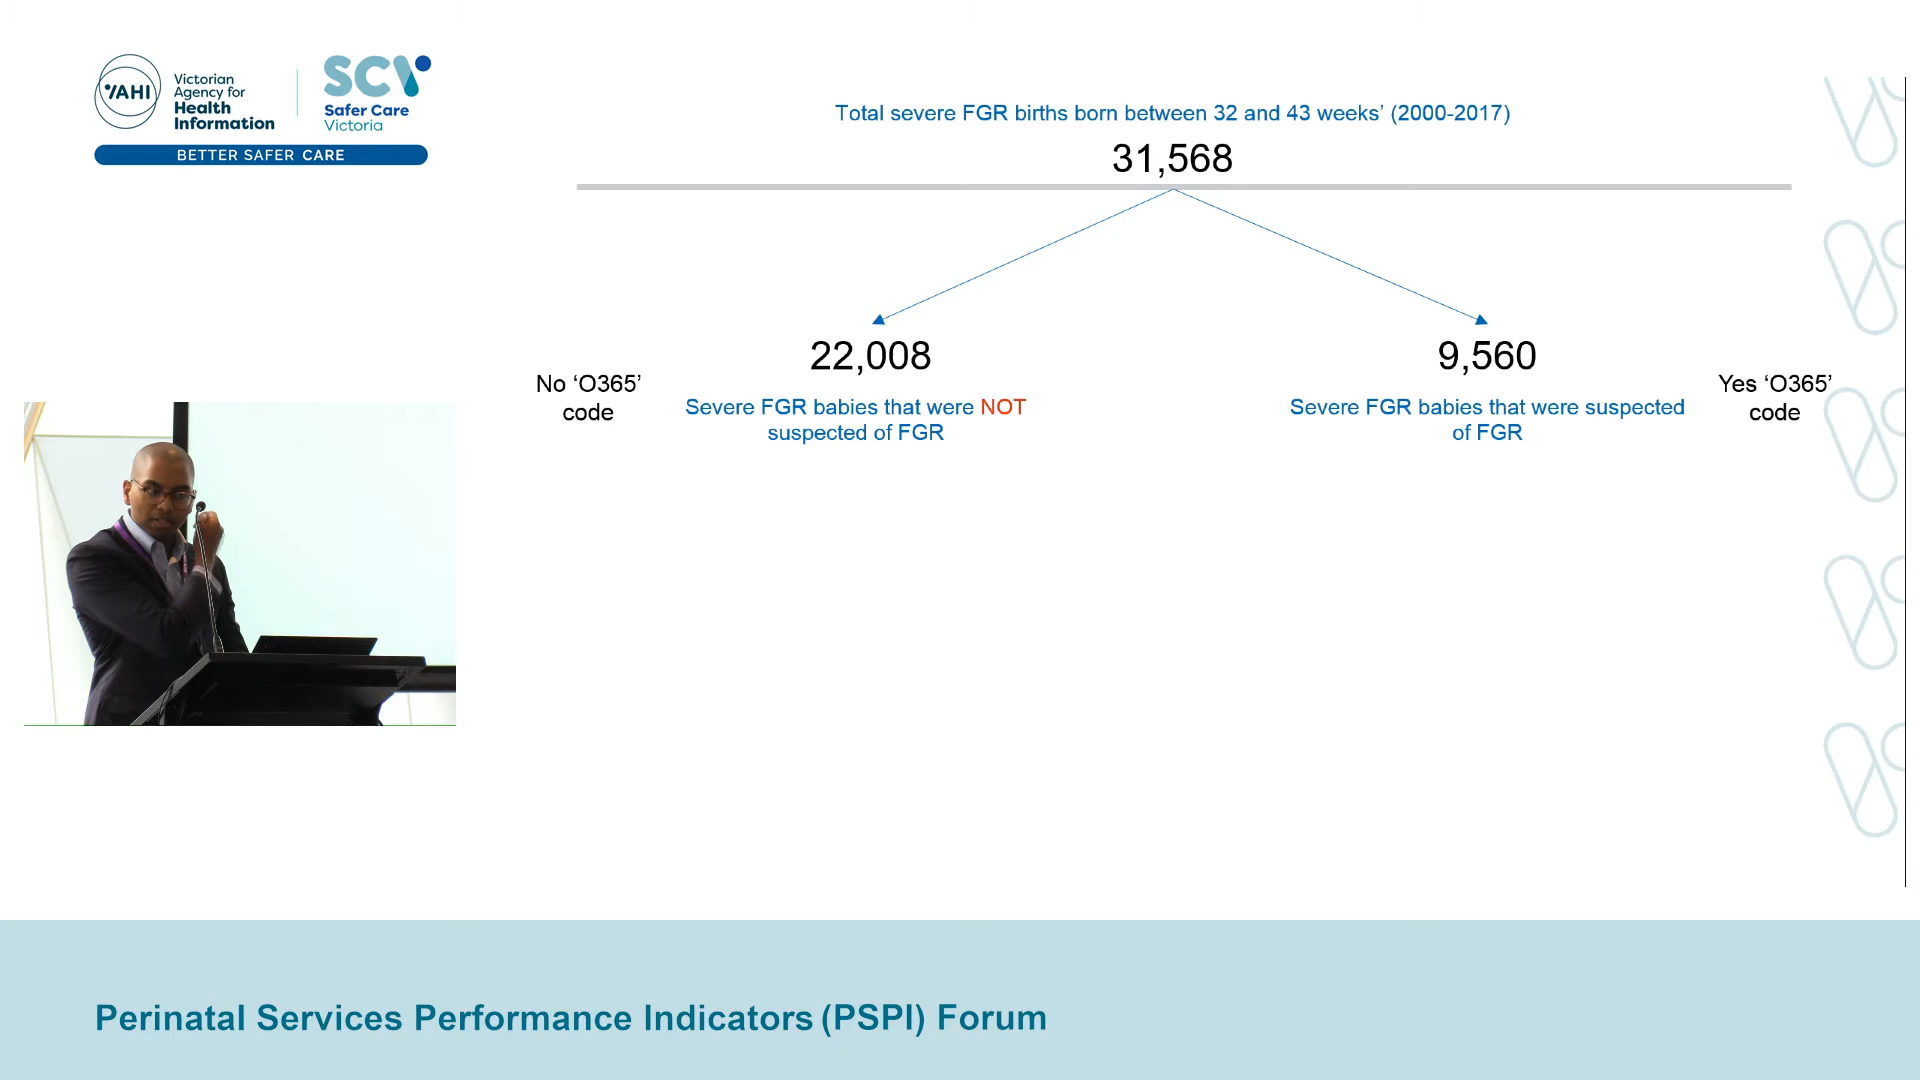 VAHI
Victorian
Agency for
Health
Information
SCV
Safer Care
Victoria
BETTER SAFER CARE
Total severe FGR births born between 32 and 43 weeks’ (2000-2017)
31,568
No ‘O365’
code
22,008
Severe FGR babies that were NOT
suspected of FGR
9,560
Severe FGR babies that were suspected
of FGR
Yes ‘O365’
code
Perinatal Services Performance Indicators (PSPI) Forum